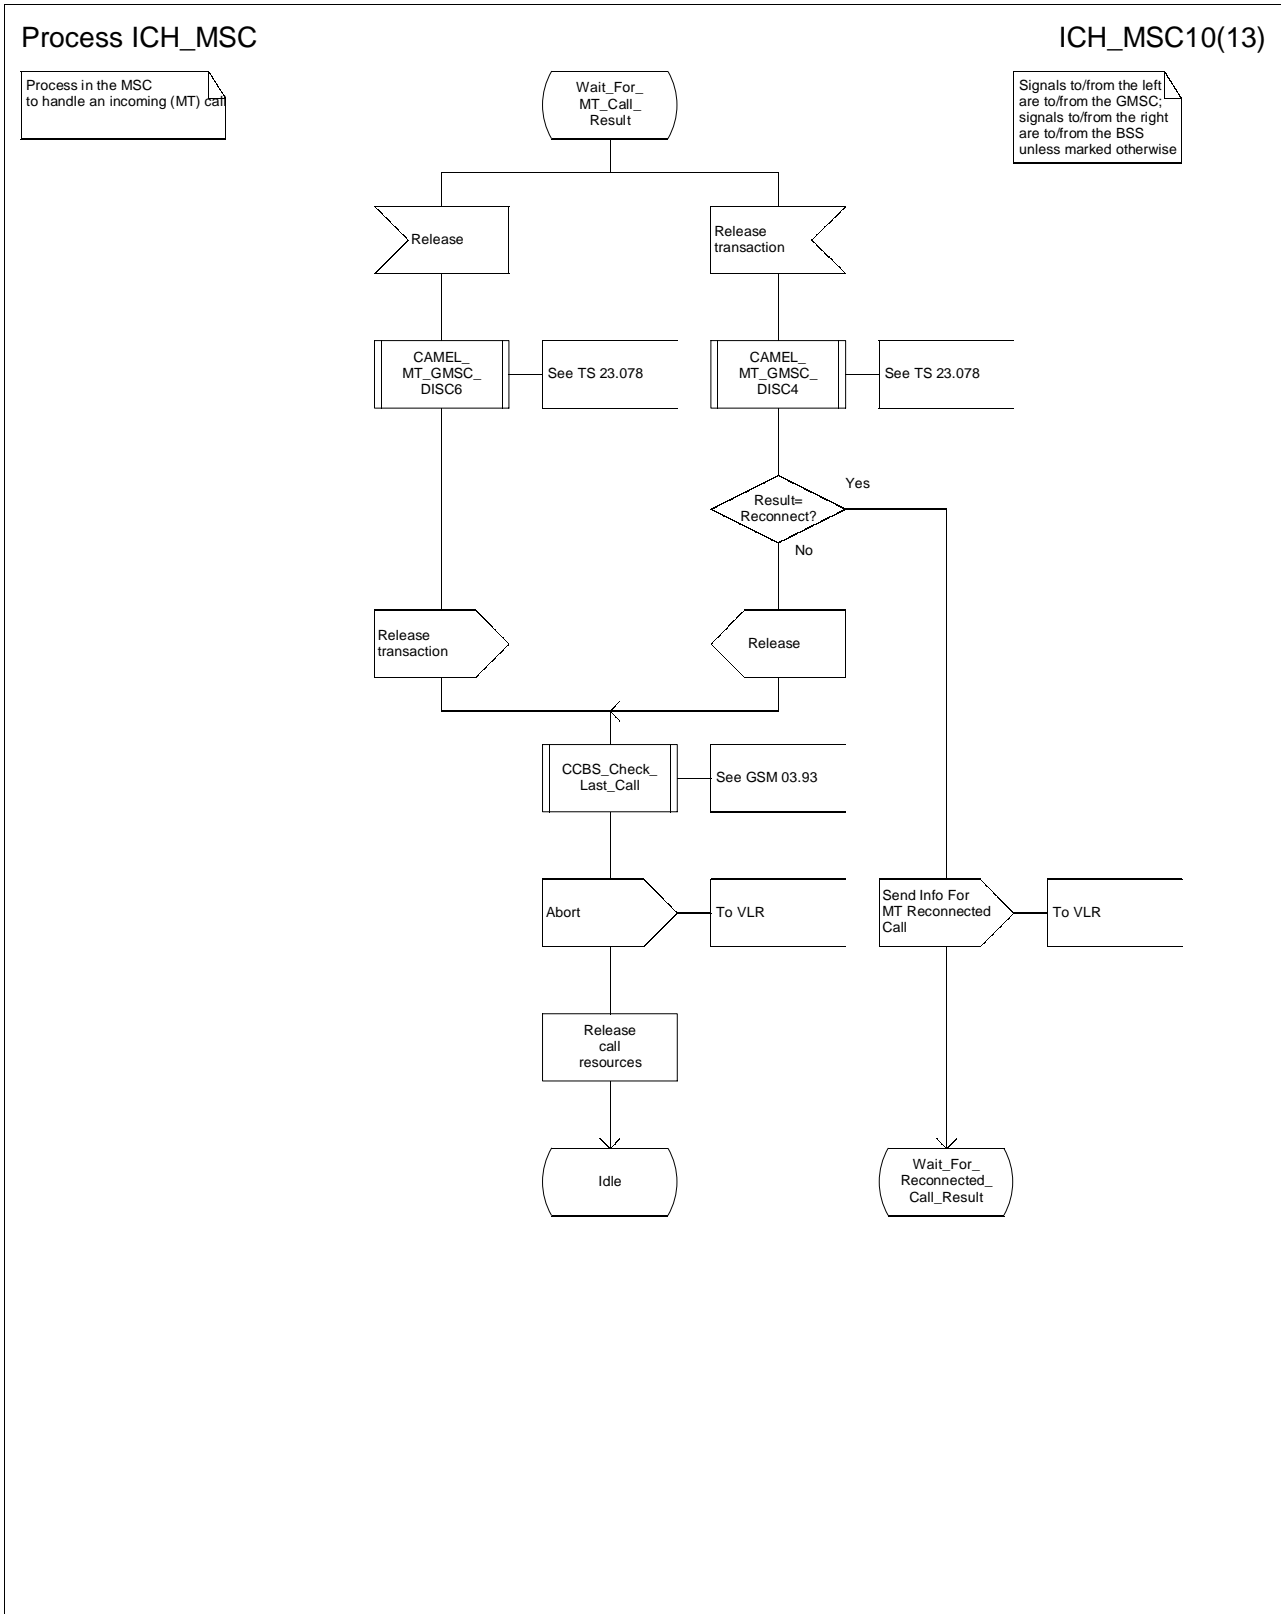 Process ICH_MSC
ICH_MSC10(13)
Process in the MSC
to handle an incoming (MT) call
Wait_For_
MT_Call_
Result
Signals to/from the left
are to/from the GMSC;
signals to/from the right
are to/from the BSS
unless marked otherwise
Release
Release
transaction
CAMEL_
MT_GMSC_
DISC6
See TS 23.078
CAMEL_
MT_GMSC_
DISC4
See TS 23.078
Result=
Reconnect?
Yes
No
Release
transaction
Release
CCBS_Check_
Last_Call
See GSM 03.93
Abort
To VLR
Send Info For
MT Reconnected
Call
To VLR
Release
call
resources
Idle
Wait_For_
Reconnected_
Call_Result